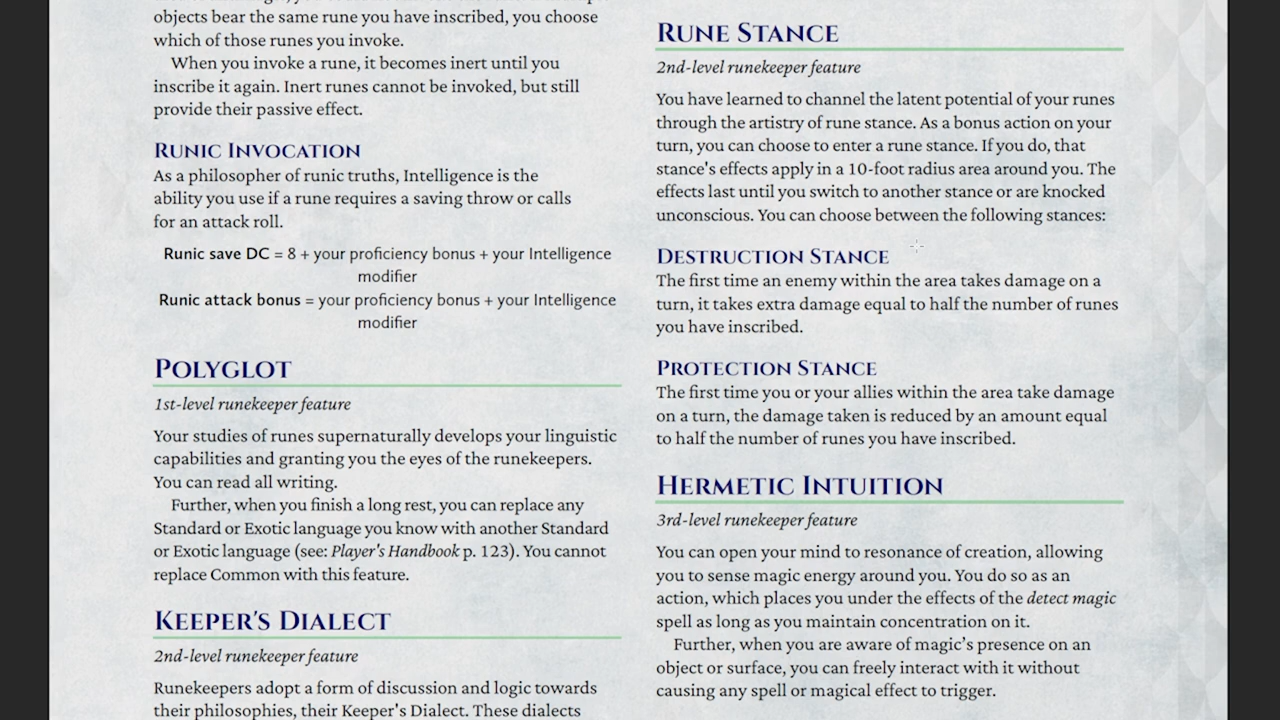 objects bear the same rune you have inscribed, you choose
which of those runes you invoke.
When you invoke a rune, it becomes inert until you
inscribe it again. Inert runes cannot be invoked, but still
provide their passive effect.
Runic Invocation
As a philosopher of runic truths, Intelligence is the
ability you use if a rune requires a saving throw or calls
for an attack roll.
Runic save DC = 8 + your proficiency bonus + your Intelligence
modifier
Runic attack bonus = your proficiency bonus + your Intelligence
modifier
Polyglot
1st-level runekeeper feature
Your studies of runes supernaturally develops your linguistic
capabilities and granting you the eyes of the runekeepers.
You can read all writing.
Further, when you finish a long rest, you can replace any
Standard or Exotic language you know with another Standard
or Exotic language (see: Player's Handbook p. 123). You cannot
replace Common with this feature.
Keeper's Dialect
2nd-level runekeeper feature
Runekeepers adopt a form of discussion and logic towards
their philosophies, their Keeper's Dialect. These dialects
Rune Stance
2nd-level runekeeper feature
You have learned to channel the latent potential of your runes
through the artistry of rune stance. As a bonus action on your
turn, you can choose to enter a rune stance. If you do, that
stance's effects apply in a 10-foot radius area around you. The
effects last until you switch to another stance or are knocked
unconscious. You can choose between the following stances:
Destruction Stance
The first time an enemy within the area takes damage on a
turn, it takes extra damage equal to half the number of runes
you have inscribed.
Protection Stance
The first time you or your allies within the area take damage
on a turn, the damage taken is reduced by an amount equal
to half the number of runes you have inscribed.
Hermetic Intuition
3rd-level runekeeper feature
You can open your mind to resonance of creation, allowing
you to sense magic energy around you. You do so as an
action, which places you under the effects of the detect magic
spell as long as you maintain concentration on it.
Further, when you are aware of magic’s presence on an
object or surface, you can freely interact with it without
causing any spell or magical effect to trigger.